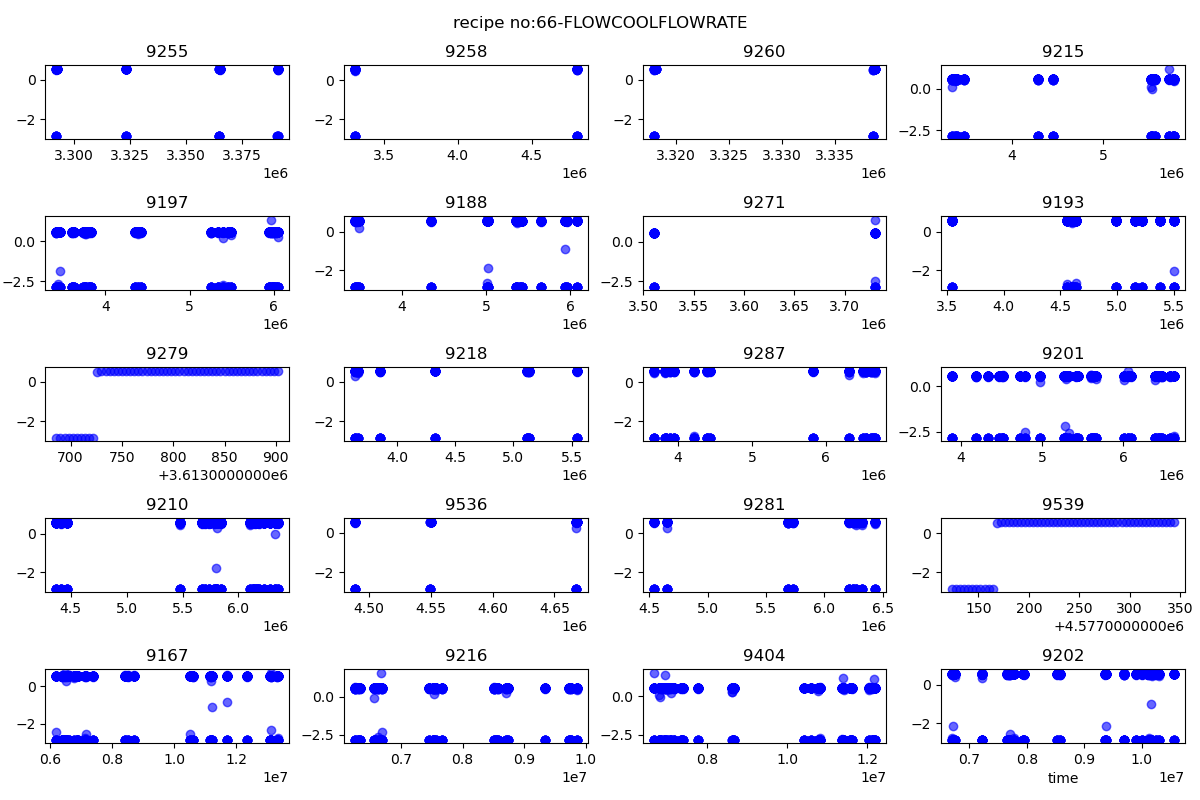 recipe no:66-FLOWCOOLFLOWRATE
9255 9258 9260 9215
0 −2 0 −2 0 −2 0.0 −2.5
3.300 3.325 3.350 3.375 3.5 4.0 4.5 3.320 3.325 3.330 3.335 4 5
1e6 1e6 1e6 1e6
9197 9188 9271 9193
0.0 −2.5 0 −2 0.0 −2.5 0 −2
4 5 6 4 5 6 3.50 3.60 3.65 3.70 3.5 4.0 4.5 5.0 5.5
1e6 1e6 1e6 1e6
9279 9218 9287 9201
0 −2 0 −2 0 −2 0.0 −2.5
700 750 800 850 900 4.0 4.5 5.0 5.5 4 5 6 4 5 6
+3.6130000000e6 1e6 1e6 1e6
9210 9536 9281 9539
0 −2 0 −2 0 −2 0 −2
4.5 5.0 5.5 6.0 4.50 4.55 4.60 4.65 4.5 5.0 5.5 6.0 6.5 150 200 250 300 350
1e6 1e6 1e6 +4.5770000000e6
9167 9216 9404 9202
0 −2 0.0 −2.5 0.0 −2.5 0 −2
0.6 0.8 1.0 1.2 0.7 0.8 0.9 1.0 0.8 1.0 1.2 0.7 0.8 0.9 1.0
1e7 1e7 1e7 1e7
time